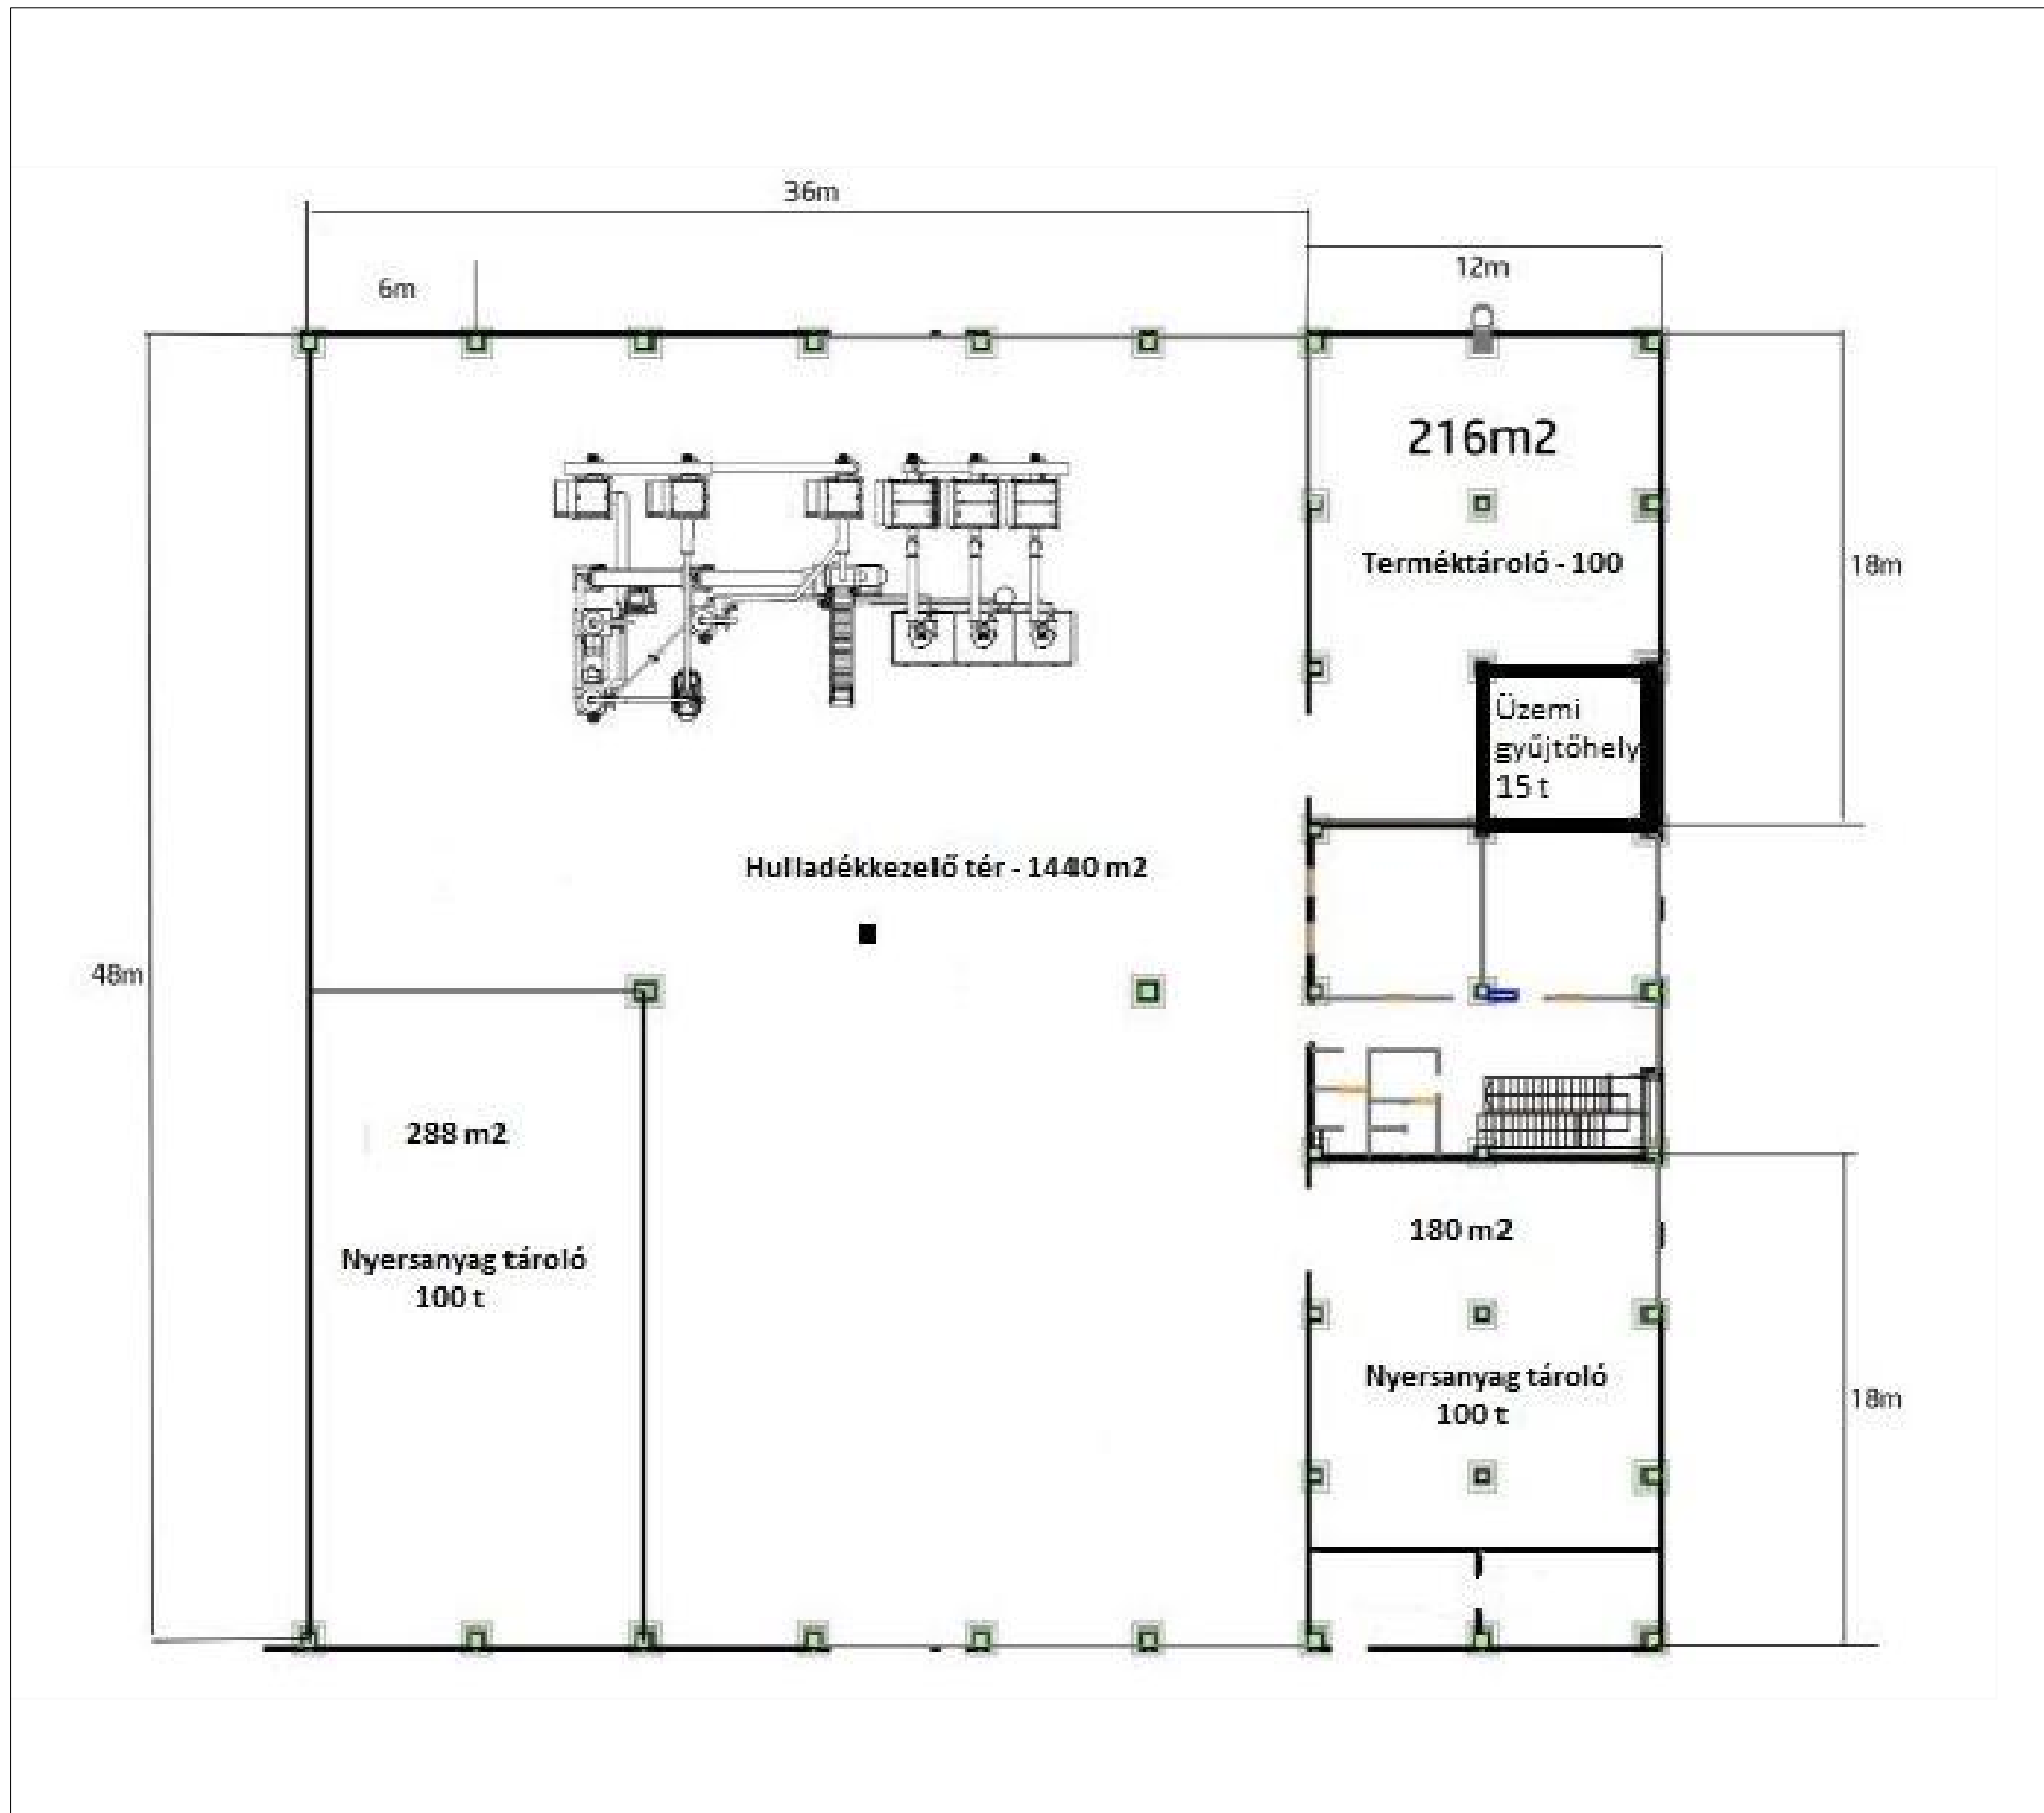 36m
12m
6m
216m2
Terméktároló - 100
18m
Üzemi
gyűjtőhely
15 t
Hulladékkezelő tér - 1440 m2
48m
288 m2
Nyersanyag tároló
100 t
180 m2
Nyersanyag tároló
100 t
18m